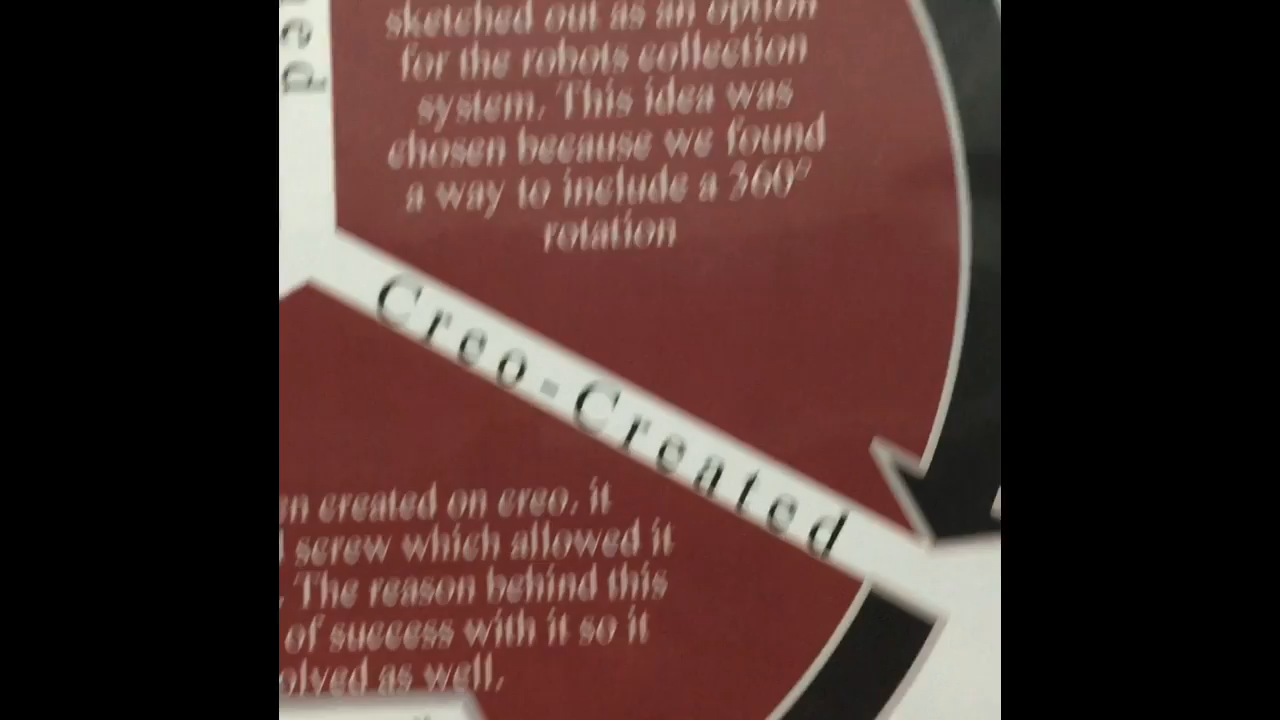 sketched out as an option
for the robots collection
system. This idea was
chosen because we found
a way to include a 360°
rotation
Creo-Created
created on creo, it
screw which allowed it
The reason behind this
of success with it so it
as well.